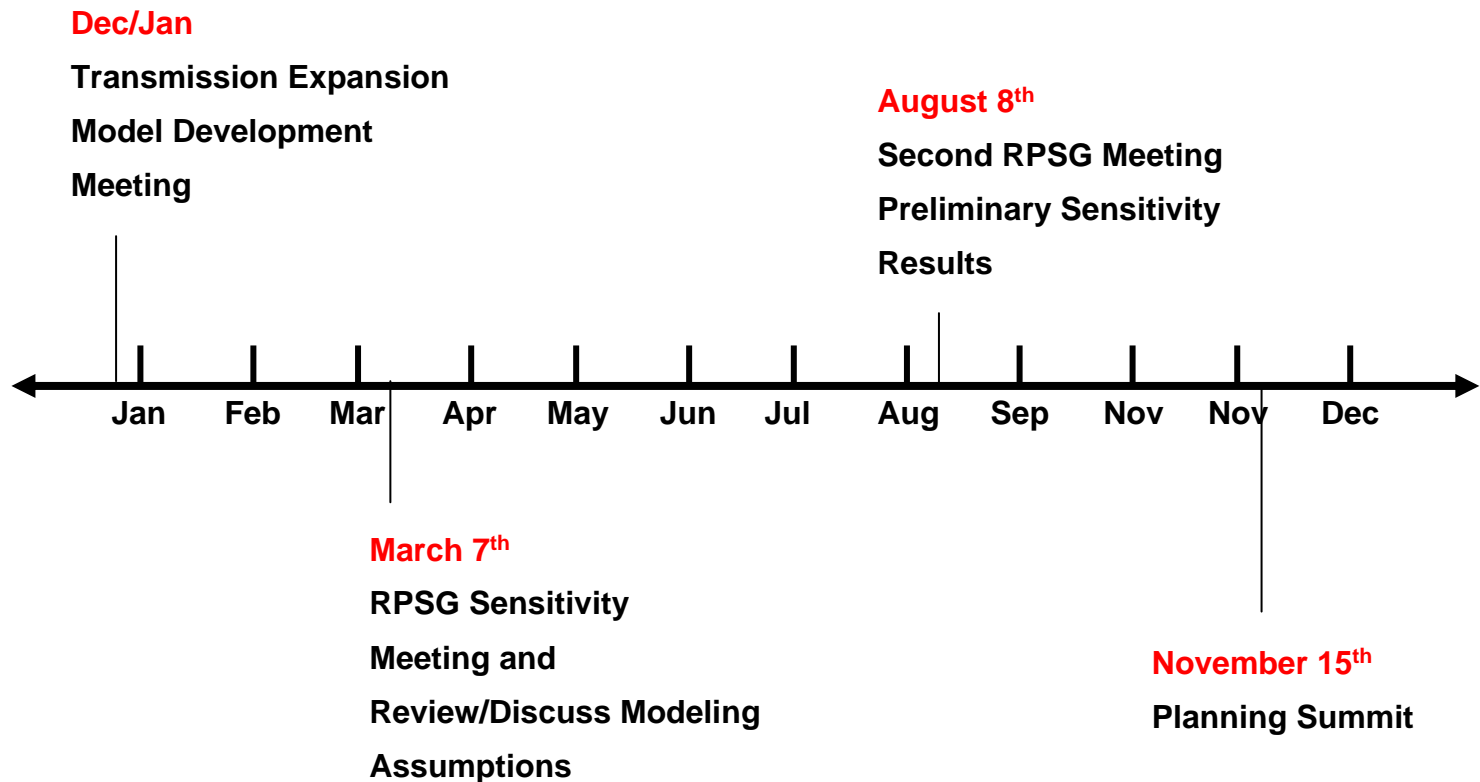 Dec/Jan
Transmission Expansion
Model Development
Meeting
August 8th
Second RPSG Meeting
Preliminary Sensitivity
Results
Jan Feb Mar Apr May Jun Jul Aug Sep Nov Nov Dec
March 7th
RPSG Sensitivity
Meeting and
Review/Discuss Modeling
Assumptions
November 15th
Planning Summit